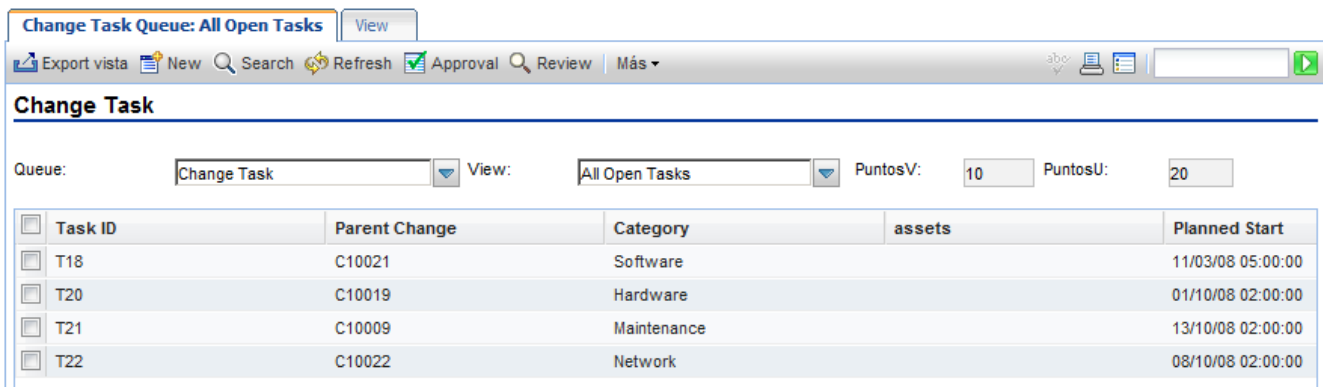 Change Task Queue: All Open Tasks View
Export vista New Search Refresh Approval Review Más
abc
Change Task
Queue: Change Task View: All Open Tasks PuntosV: 10 PuntosU: 20
Task ID Parent Change Category assets Planned Start
T18 C10021 Software 11/03/08 05:00:00
T20 C10019 Hardware 01/10/08 02:00:00
T21 C10009 Maintenance 13/10/08 02:00:00
T22 C10022 Network 08/10/08 02:00:00